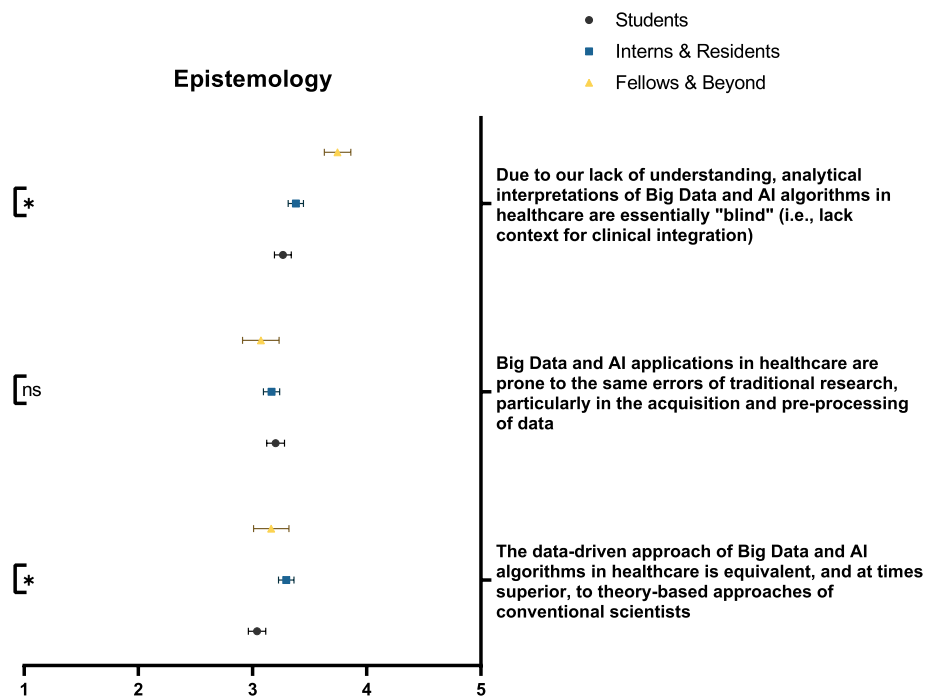 Students
Interns & Residents
Fellows & Beyond
Epistemology
Due to our lack of understanding, analytical
interpretations of Big Data and AI algorithms in
healthcare are essentially "blind" (i.e., lack
context for clinical integration)
*
Big Data and AI applications in healthcare are
prone to the same errors of traditional research,
particularly in the acquisition and pre-processing
of data
ns
The data-driven approach of Big Data and AI
algorithms in healthcare is equivalent, and at times
superior, to theory-based approaches of
conventional scientists
*
1 2 3 4 5